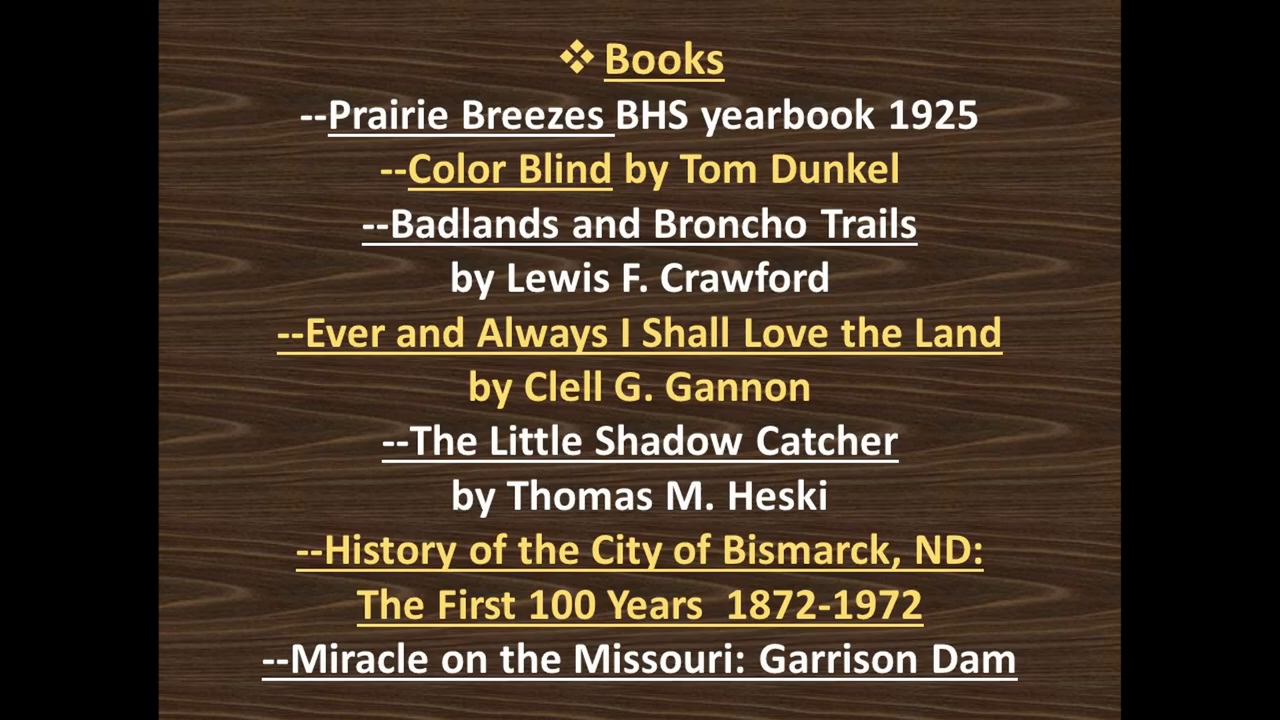 ❖ Books
--Prairie Breezes BHS yearbook 1925
--Color Blind by Tom Dunkel
--Badlands and Broncho Trails
by Lewis F. Crawford
--Ever and Always I Shall Love the Land
by Clell G. Gannon
--The Little Shadow Catcher
by Thomas M. Heski
--History of the City of Bismarck, ND:
The First 100 Years  1872-1972
--Miracle on the Missouri: Garrison Dam